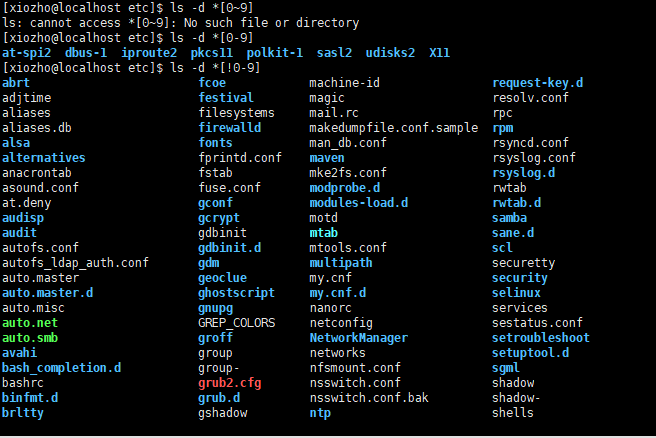 [xiozho@localhost etc]$ ls -d *[0~9]
ls: cannot access *[0~9]: No such file or directory
[xiozho@localhost etc]$ ls -d *[0-9]
at-spi2 dbus-1 iproute2 pkcs11 polkit-1 sasl2 udisks2 X11
[xiozho@localhost etc]$ ls -d *[!0-9]
abrt fcoe machine-id request-key.d
adjtime festival magic resolv.conf
aliases filesystems mail.rc rpc
aliases.db firewalld makedumpfile.conf.sample rpm
alsa fonts man_db.conf rsyncd.conf
alternatives fprintd.conf maven rsyslog.conf
anacrontab fstab mke2fs.conf rsyslog.d
asound.conf fuse.conf modprobe.d rwtab
at.deny gconf modules-load.d rwtab.d
audisp gcrypt motd samba
audit gdbinit mtab sane.d
autofs.conf gdbinit.d mtools.conf scl
autofs_ldap_auth.conf gdm multipath securetty
auto.master geoclue my.cnf security
auto.master.d ghostscript my.cnf.d selinux
auto.misc gnupg nanorc services
auto.net GREP_COLORS netconfig sestatus.conf
auto.smb groff NetworkManager setroubleshoot
avahi group networks setuptool.d
bash_completion.d group- nfsmount.conf sgml
bashrc grub2.cfg nsswitch.conf shadow
binfmt.d grub.d nsswitch.conf.bak shadow-
brltty gshadow ntp shells